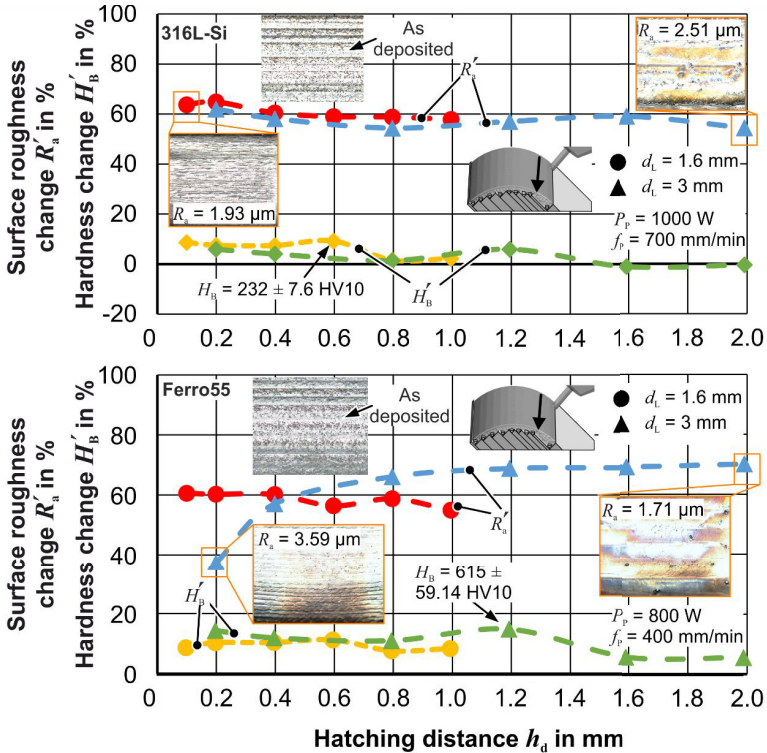 Surface roughness
change R′a in %
Hardness change H′B in %
100
80
60
40
20
0
-20
316L-Si
As
deposited
R′a
Ra = 2.51 µm
Ra = 1.93 µm
dL = 1.6 mm
dL = 3 mm
PP = 1000 W
fP = 700 mm/min
HB = 232 ± 7.6 HV10
H′B
0 0.2 0.4 0.6 0.8 1.0 1.2 1.4 1.6 1.8 2.0
Surface roughness
change R′a in %
Hardness change H′B in %
100
80
60
40
20
0
Ferro55
As
deposited
dL = 1.6 mm
dL = 3 mm
R′a
Ra = 1.71 µm
Ra = 3.59 µm
HB = 615 ±
59.14 HV10
H′B
PP = 800 W
fP = 400 mm/min
0 0.2 0.4 0.6 0.8 1.0 1.2 1.4 1.6 1.8 2.0
Hatching distance hd in mm